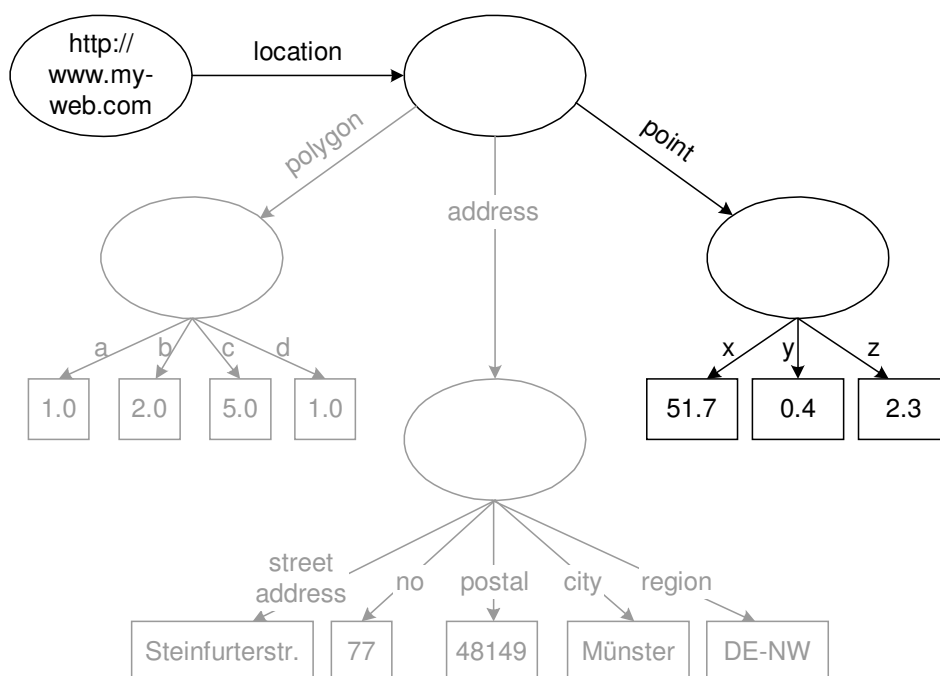 http://
www.my-
web.com
location
polygon
address
point
a b c d
x y z
1.0 2.0 5.0 1.0
51.7 0.4 2.3
street
address
no postal city region
Steinfurterstr. 77 48149 Münster DE-NW